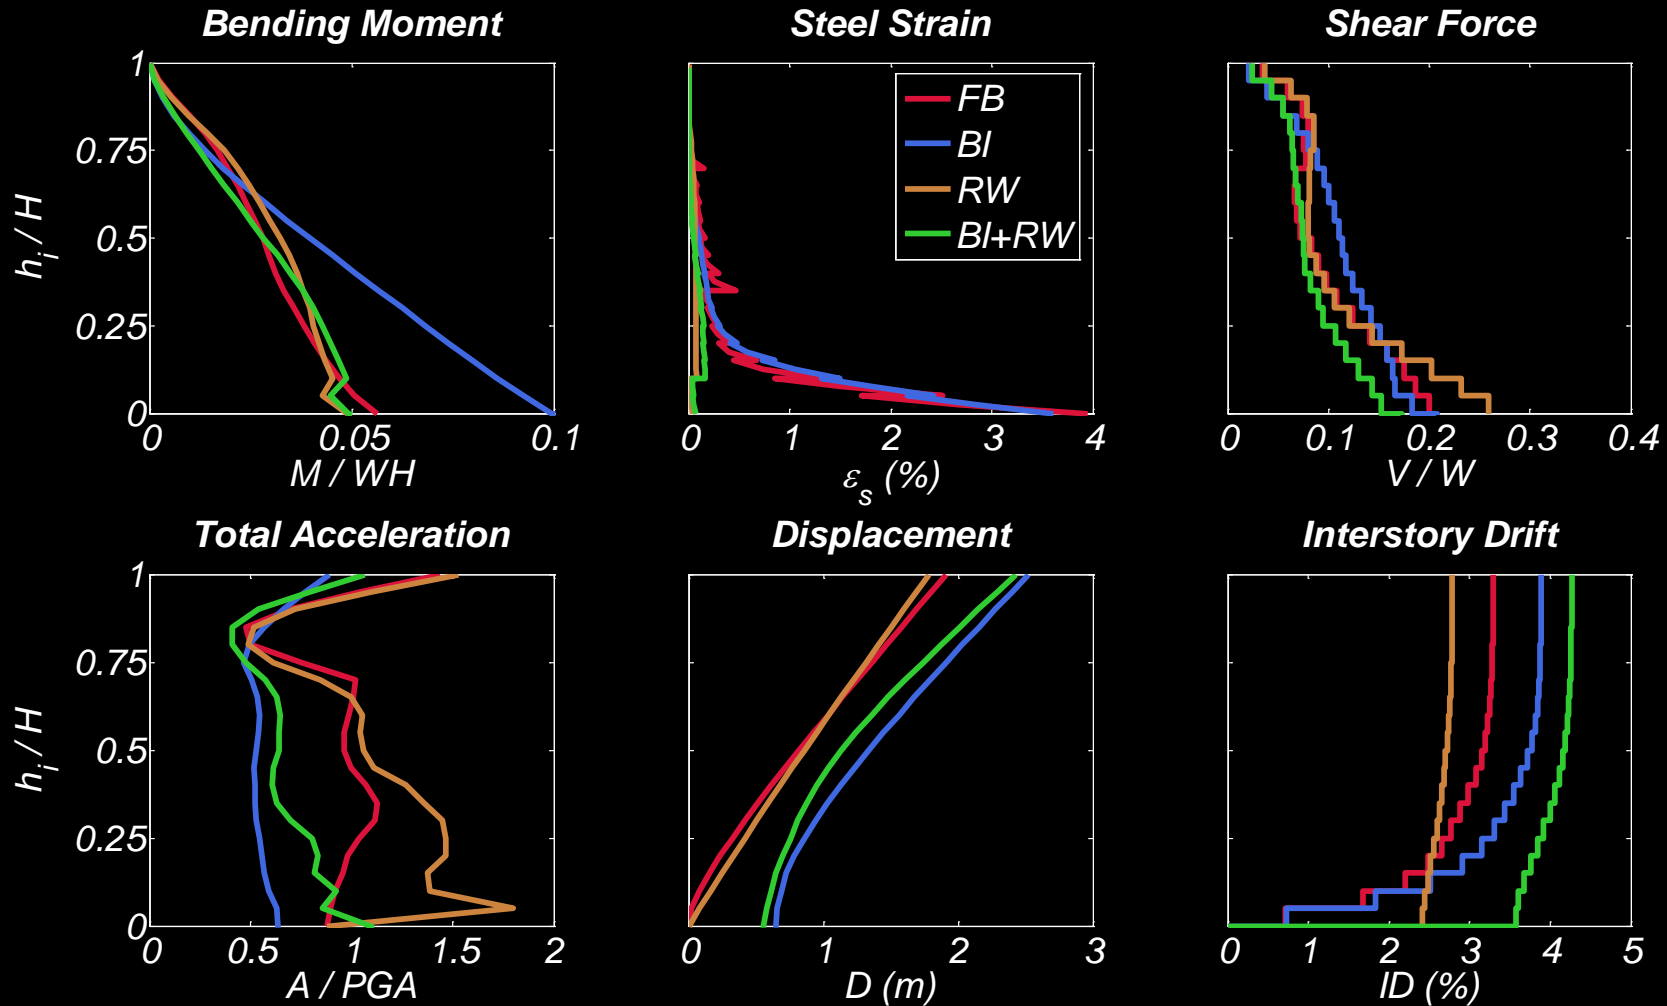 Bending Moment
Steel Strain
Shear Force
1
0.75
0.5
0.25
0
h_i / H
0 0.05 0.1
M / WH
FB
BI
RW
BI+RW
0 1 2 3 4
ε_s (%)
0 0.1 0.2 0.3 0.4
V / W
Total Acceleration
Displacement
Interstory Drift
1
0.75
0.5
0.25
0
h_i / H
0 0.5 1 1.5 2
A / PGA
0 1 2 3
D (m)
0 1 2 3 4 5
ID (%)